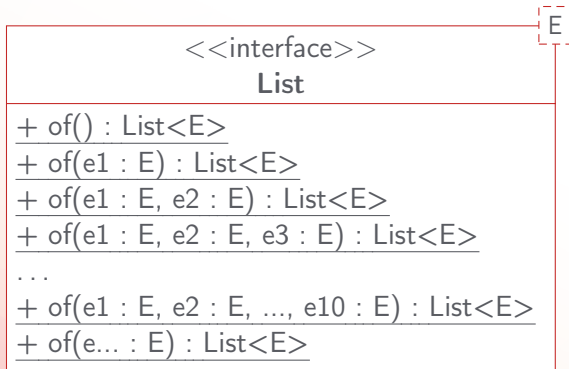 E
<<interface>>
List
+ of() : List<E>
+ of(e1 : E) : List<E>
+ of(e1 : E, e2 : E) : List<E>
+ of(e1 : E, e2 : E, e3 : E) : List<E>
...
+ of(e1 : E, e2 : E, ..., e10 : E) : List<E>
+ of(e... : E) : List<E>